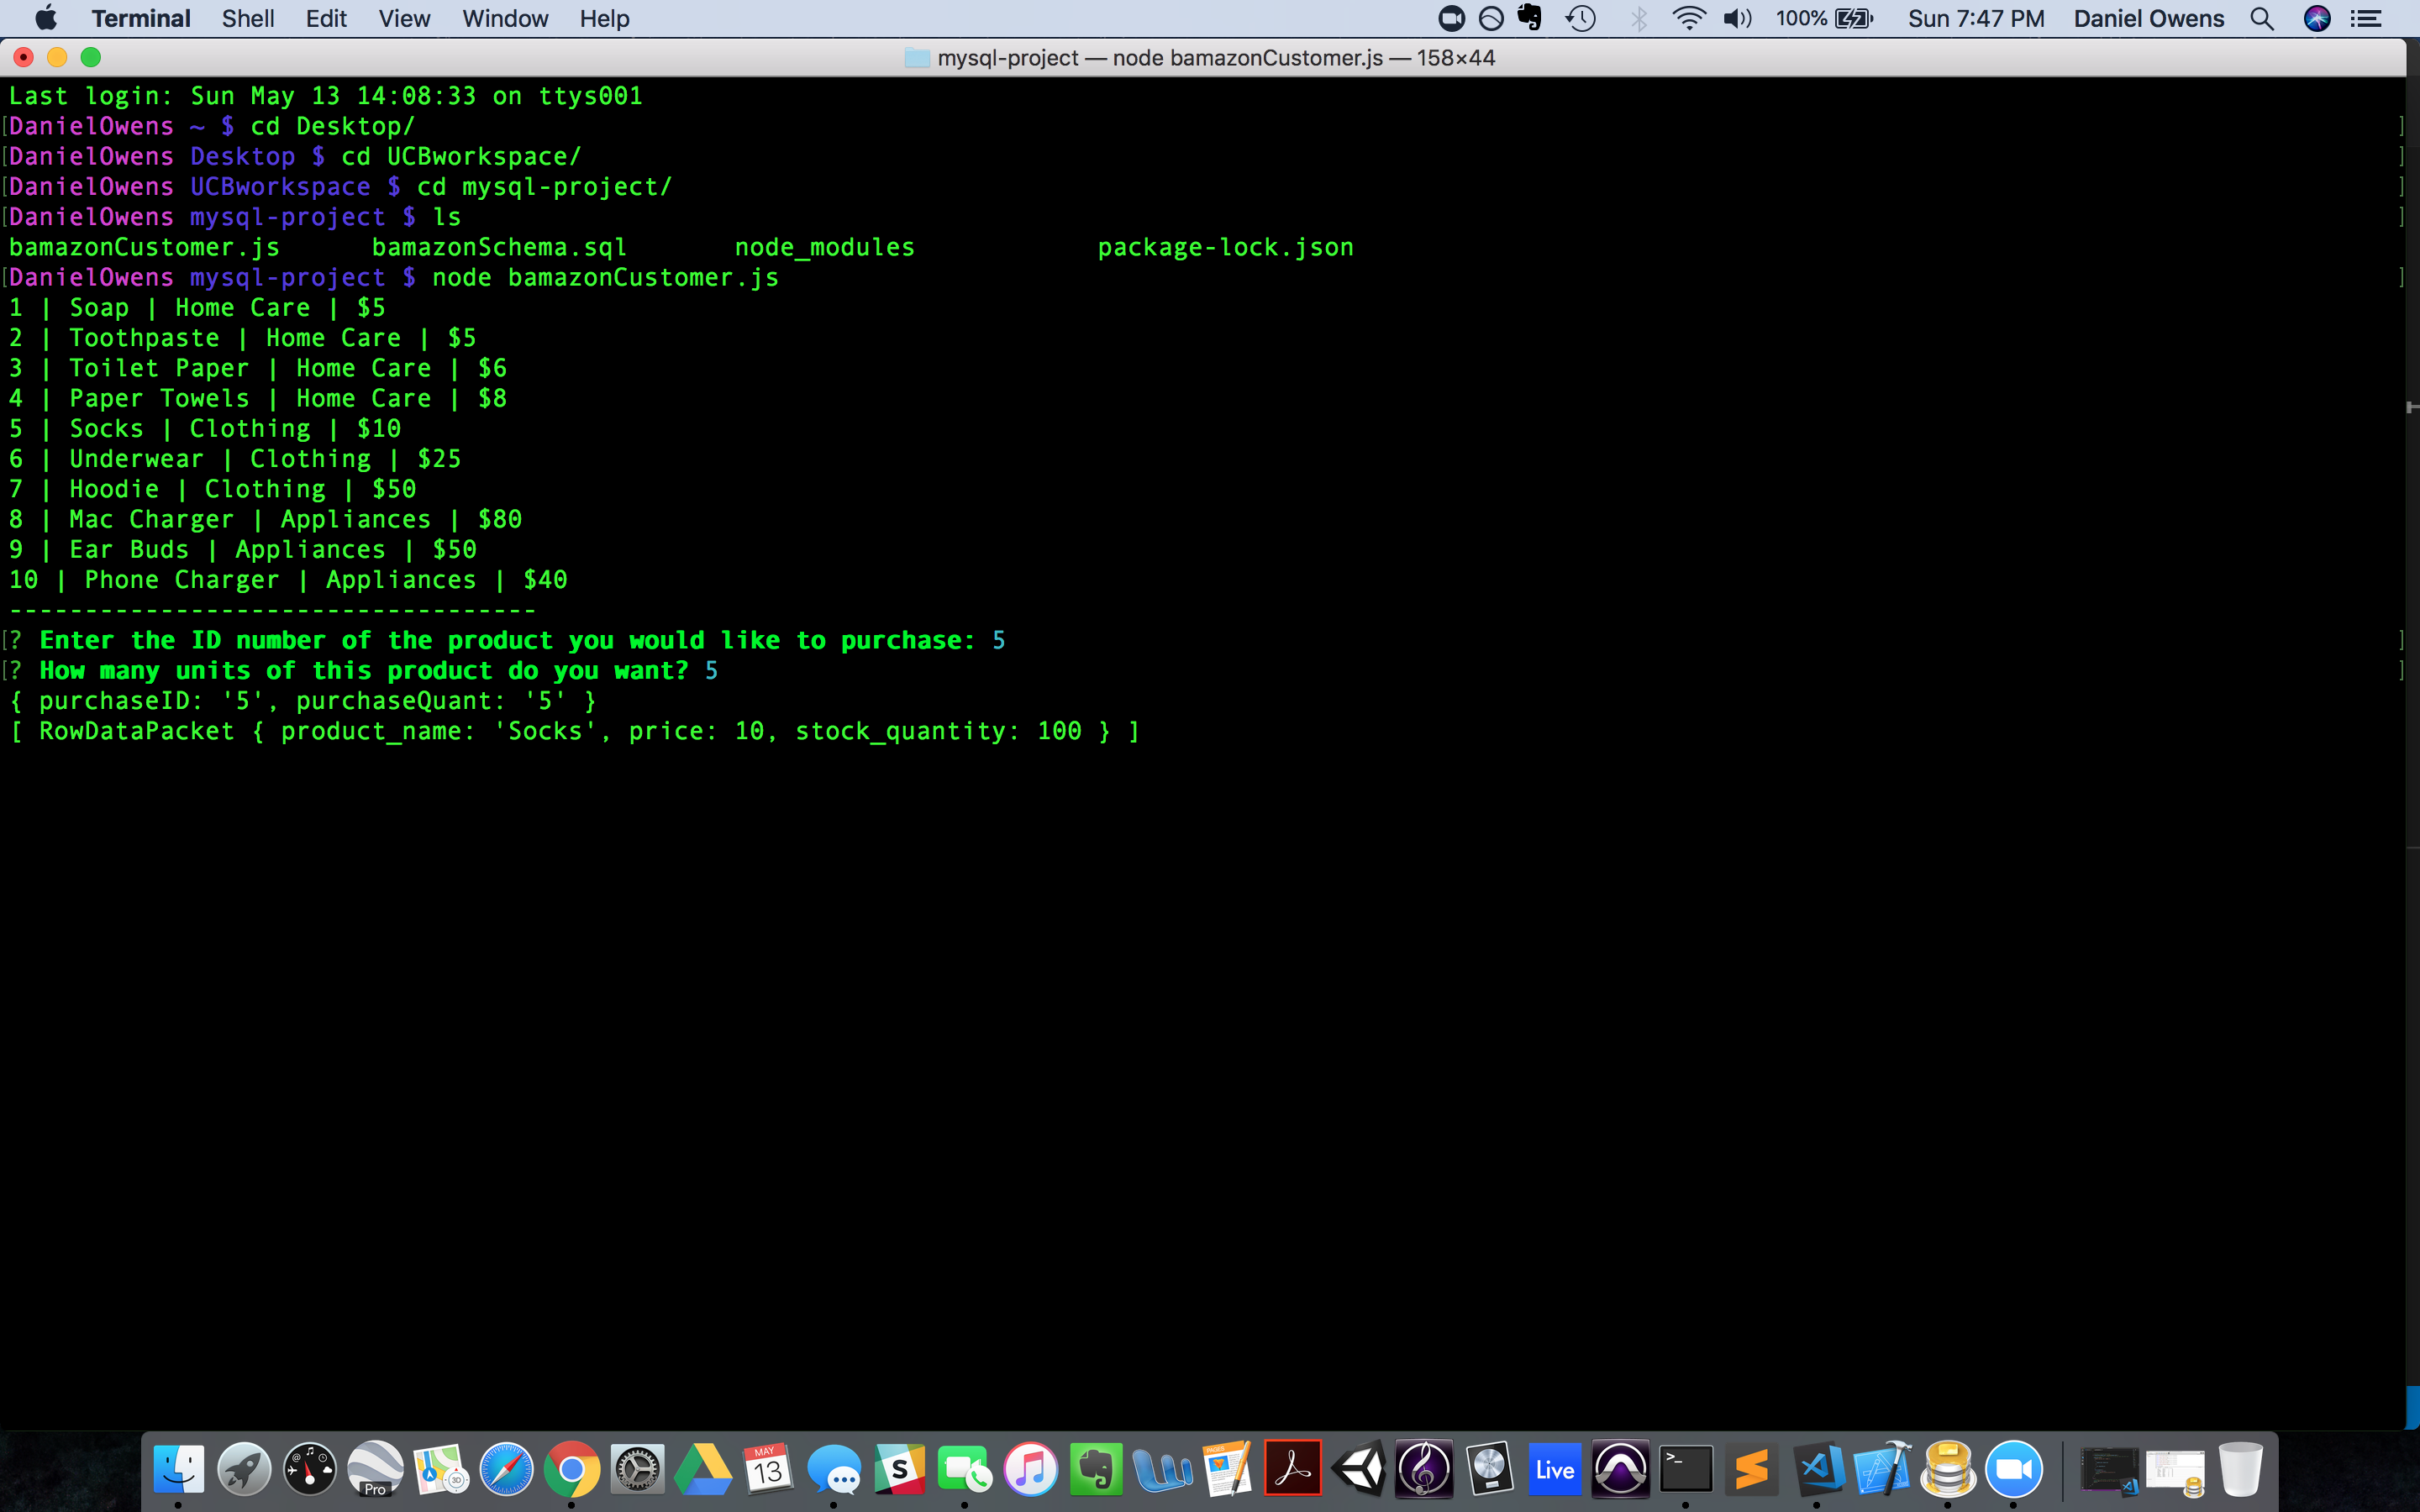 Terminal Shell Edit View Window Help 100% Sun 7:47 PM Daniel Owens
mysql-project — node bamazonCustomer.js — 158×44
Last login: Sun May 13 14:08:33 on ttys001
[DanielOwens ~ $ cd Desktop/ ]
[DanielOwens Desktop $ cd UCBworkspace/ ]
[DanielOwens UCBworkspace $ cd mysql-project/ ]
[DanielOwens mysql-project $ ls ]
bamazonCustomer.js bamazonSchema.sql node_modules package-lock.json
[DanielOwens mysql-project $ node bamazonCustomer.js ]
1 | Soap | Home Care | $5
2 | Toothpaste | Home Care | $5
3 | Toilet Paper | Home Care | $6
4 | Paper Towels | Home Care | $8
5 | Socks | Clothing | $10
6 | Underwear | Clothing | $25
7 | Hoodie | Clothing | $50
8 | Mac Charger | Appliances | $80
9 | Ear Buds | Appliances | $50
10 | Phone Charger | Appliances | $40
-----------------------------------
[? Enter the ID number of the product you would like to purchase: 5 ]
[? How many units of this product do you want? 5 ]
{ purchaseID: '5', purchaseQuant: '5' }
[ RowDataPacket { product_name: 'Socks', price: 10, stock_quantity: 100 } ]
Pro 3D MAY 13 S PAGES Live >_